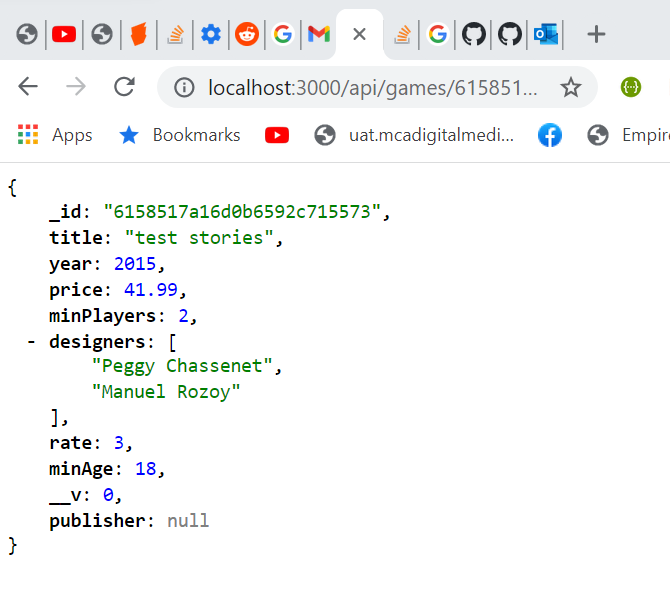 localhost:3000/api/games/615851...
Apps Bookmarks uat.mcadigitalmedi... Empir
{
_id: "6158517a16d0b6592c715573",
title: "test stories",
year: 2015,
price: 41.99,
minPlayers: 2,
- designers: [
"Peggy Chassenet",
"Manuel Rozoy"
],
rate: 3,
minAge: 18,
__v: 0,
publisher: null
}